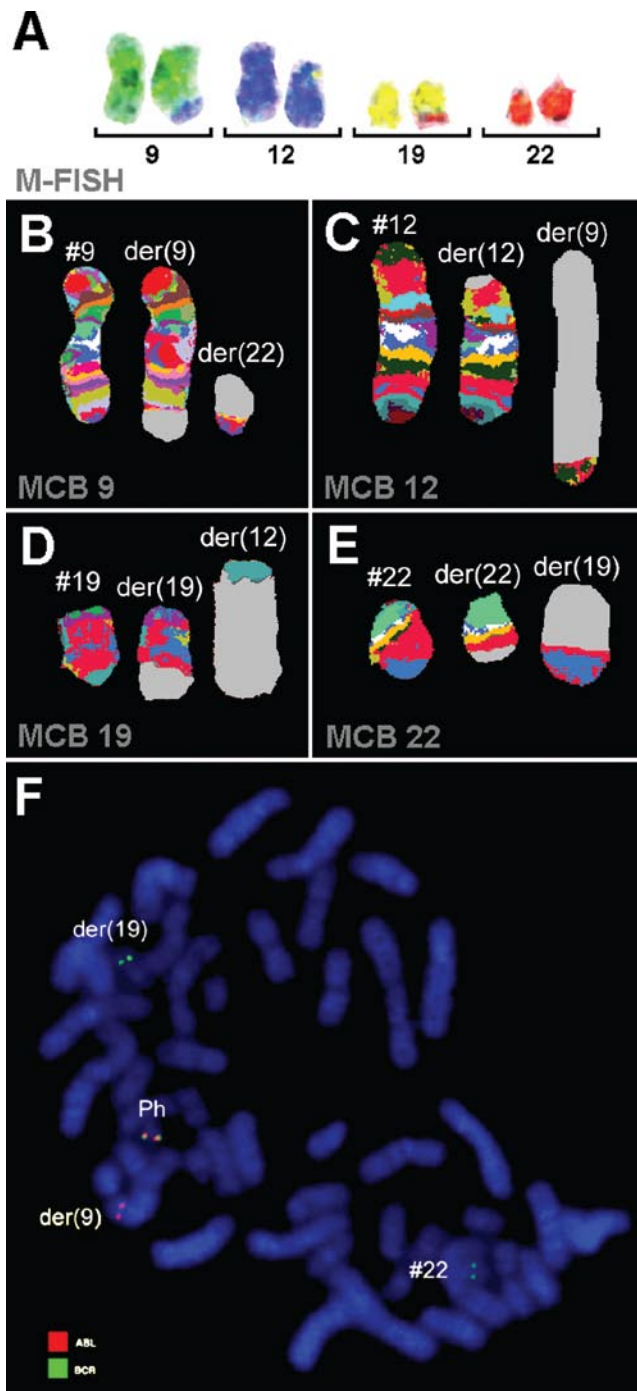 A
9 12 19 22
M-FISH
B
#9 der(9)
der(22)
MCB 9
C
#12
der(12)
der(9)
MCB 12
D
#19 der(19)
der(12)
MCB 19
E
#22 der(22) der(19)
MCB 22
F
der(19)
Ph
der(9)
#22
ABL
BCR